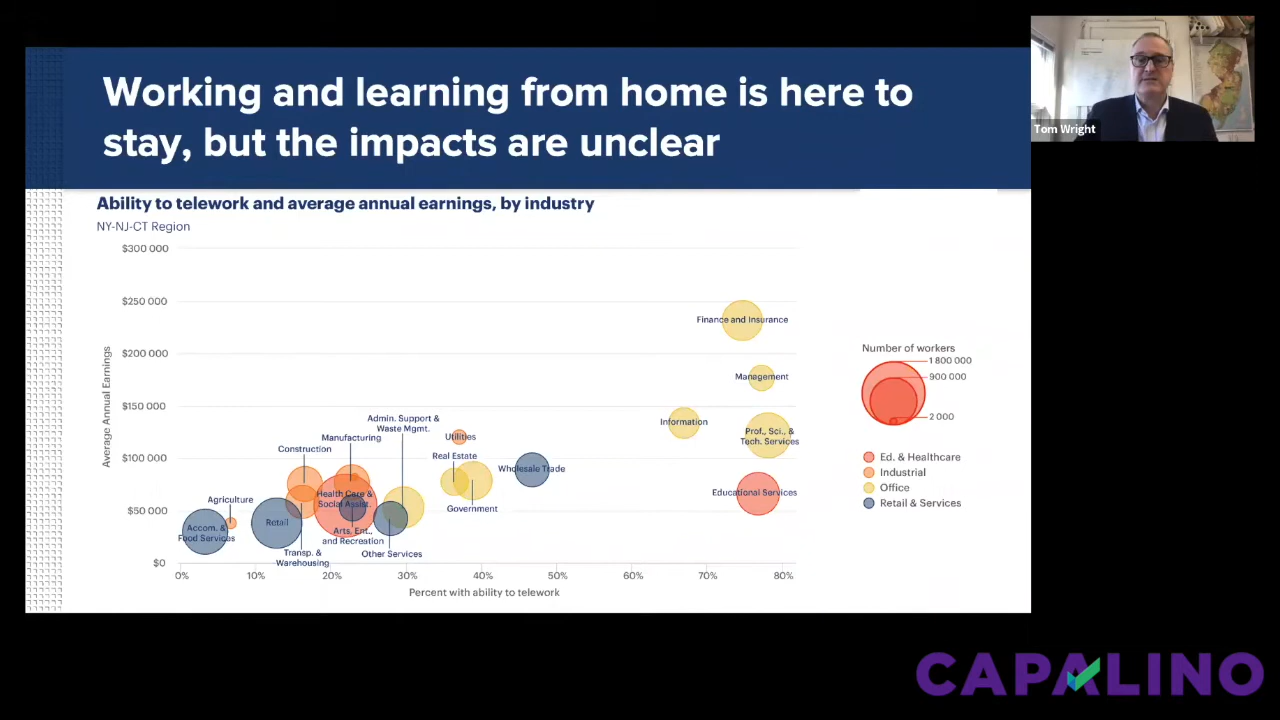 Working and learning from home is here to
stay, but the impacts are unclear
Tom Wright
Ability to telework and average annual earnings, by industry
NY-NJ-CT Region
$300 000
$250 000
$200 000
$150 000
$100 000
$50 000
$0
Average Annual Earnings
0%
10%
20%
30%
40%
50%
60%
70%
80%
Percent with ability to telework
Finance and Insurance
Management
Information
Prof., Sci., &
Tech. Services
Educational Services
Admin. Support &
Waste Mgmt.
Manufacturing
Utilities
Construction
Real Estate
Wholesale Trade
Health Care &
Social Assist.
Agriculture
Government
Accom. &
Food Services
Retail
Arts, Ent.,
and Recreation
Transp. &
Warehousing
Other Services
Number of workers
1 800 000
900 000
2 000
Ed. & Healthcare
Industrial
Office
Retail & Services
CAPALINO